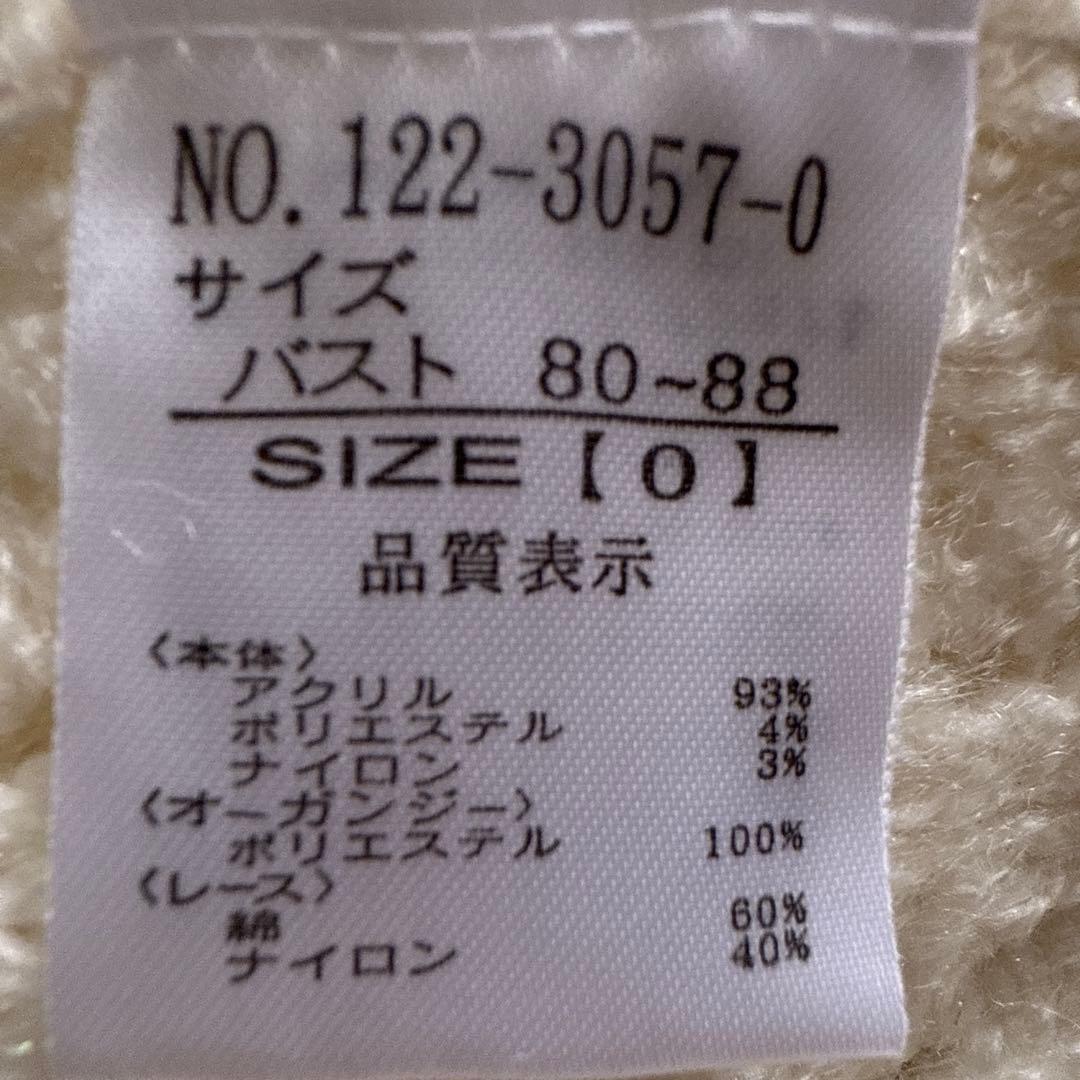 NO. 122-3057-0
サイズ
バスト 80~88
SIZE【0】
品質表示
〈本体〉
アクリル 93%
ポリエステル 4%
ナイロン 3%
〈オーガンジー〉
ポリエステル 100%
〈レース〉
綿 60%
ナイロン 40%